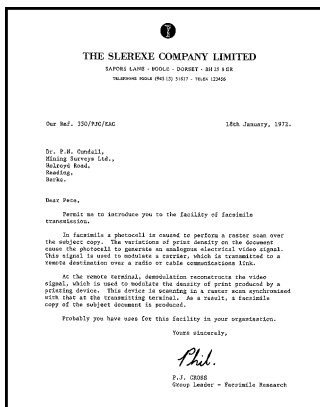 THE SLEREXE COMPANY LIMITED
SAPORS LANE - BOOLE - DORSET - BH 25 8 ER
TELEPHONE BOOLE (945 13) 51617 - TELEX 123456
Our Ref. 350/PJC/EAC
18th January, 1972.
Dr. P.N. Cundall,
Mining Surveys Ltd.,
Holroyd Road,
Reading,
Berks.
Dear Pete,
Permit me to introduce you to the facility of facsimile
transmission.
In facsimile a photocell is caused to perform a raster scan over
the subject copy. The variations of print density on the document
cause the photocell to generate an analogous electrical video signal.
This signal is used to modulate a carrier, which is transmitted to a
remote destination over a radio or cable communications link.
At the remote terminal, demodulation reconstructs the video
signal, which is used to modulate the density of print produced by a
printing device. This device is scanning in a raster scan synchronised
with that at the transmitting terminal. As a result, a facsimile
copy of the subject document is produced.
Probably you have uses for this facility in your organisation.
Yours sincerely,
Phil.
P.J. CROSS
Group Leader - Facsimile Research